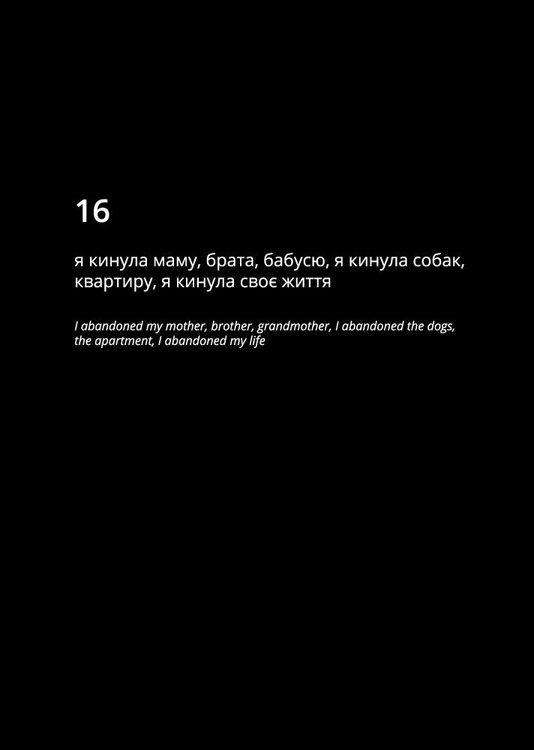 16
я кинула маму, брата, бабусю, я кинула собак,
квартиру, я кинула своє життя
I abandoned my mother, brother, grandmother, I abandoned the dogs,
the apartment, I abandoned my life